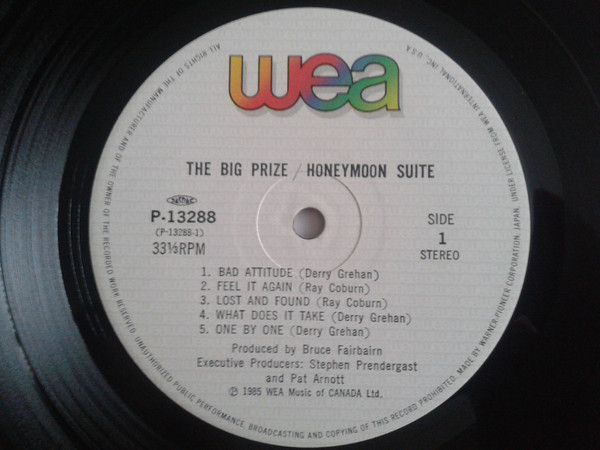 wea
THE BIG PRIZE / HONEYMOON SUITE
P-13288
(P-13288-1)
33⅓RPM
SIDE
1
STEREO
1. BAD ATTITUDE (Derry Grehan)
2. FEEL IT AGAIN (Ray Coburn)
3. LOST AND FOUND (Ray Coburn)
4. WHAT DOES IT TAKE (Derry Grehan)
5. ONE BY ONE (Derry Grehan)
Produced by Bruce Fairbairn
Executive Producers: Stephen Prendergast
and Pat Arnott
℗ 1985 WEA Music of CANADA Ltd.
ALL RIGHTS OF THE MANUFACTURER AND OF THE OWNER OF THE RECORDED WORK RESERVED. UNAUTHORIZED PUBLIC PERFORMANCE, BROADCASTING AND COPYING OF THIS RECORD PROHIBITED. MADE BY WARNER-PIONEER CORPORATION, JAPAN, UNDER LICENSE FROM WEA INTERNATIONAL INC., U.S.A.